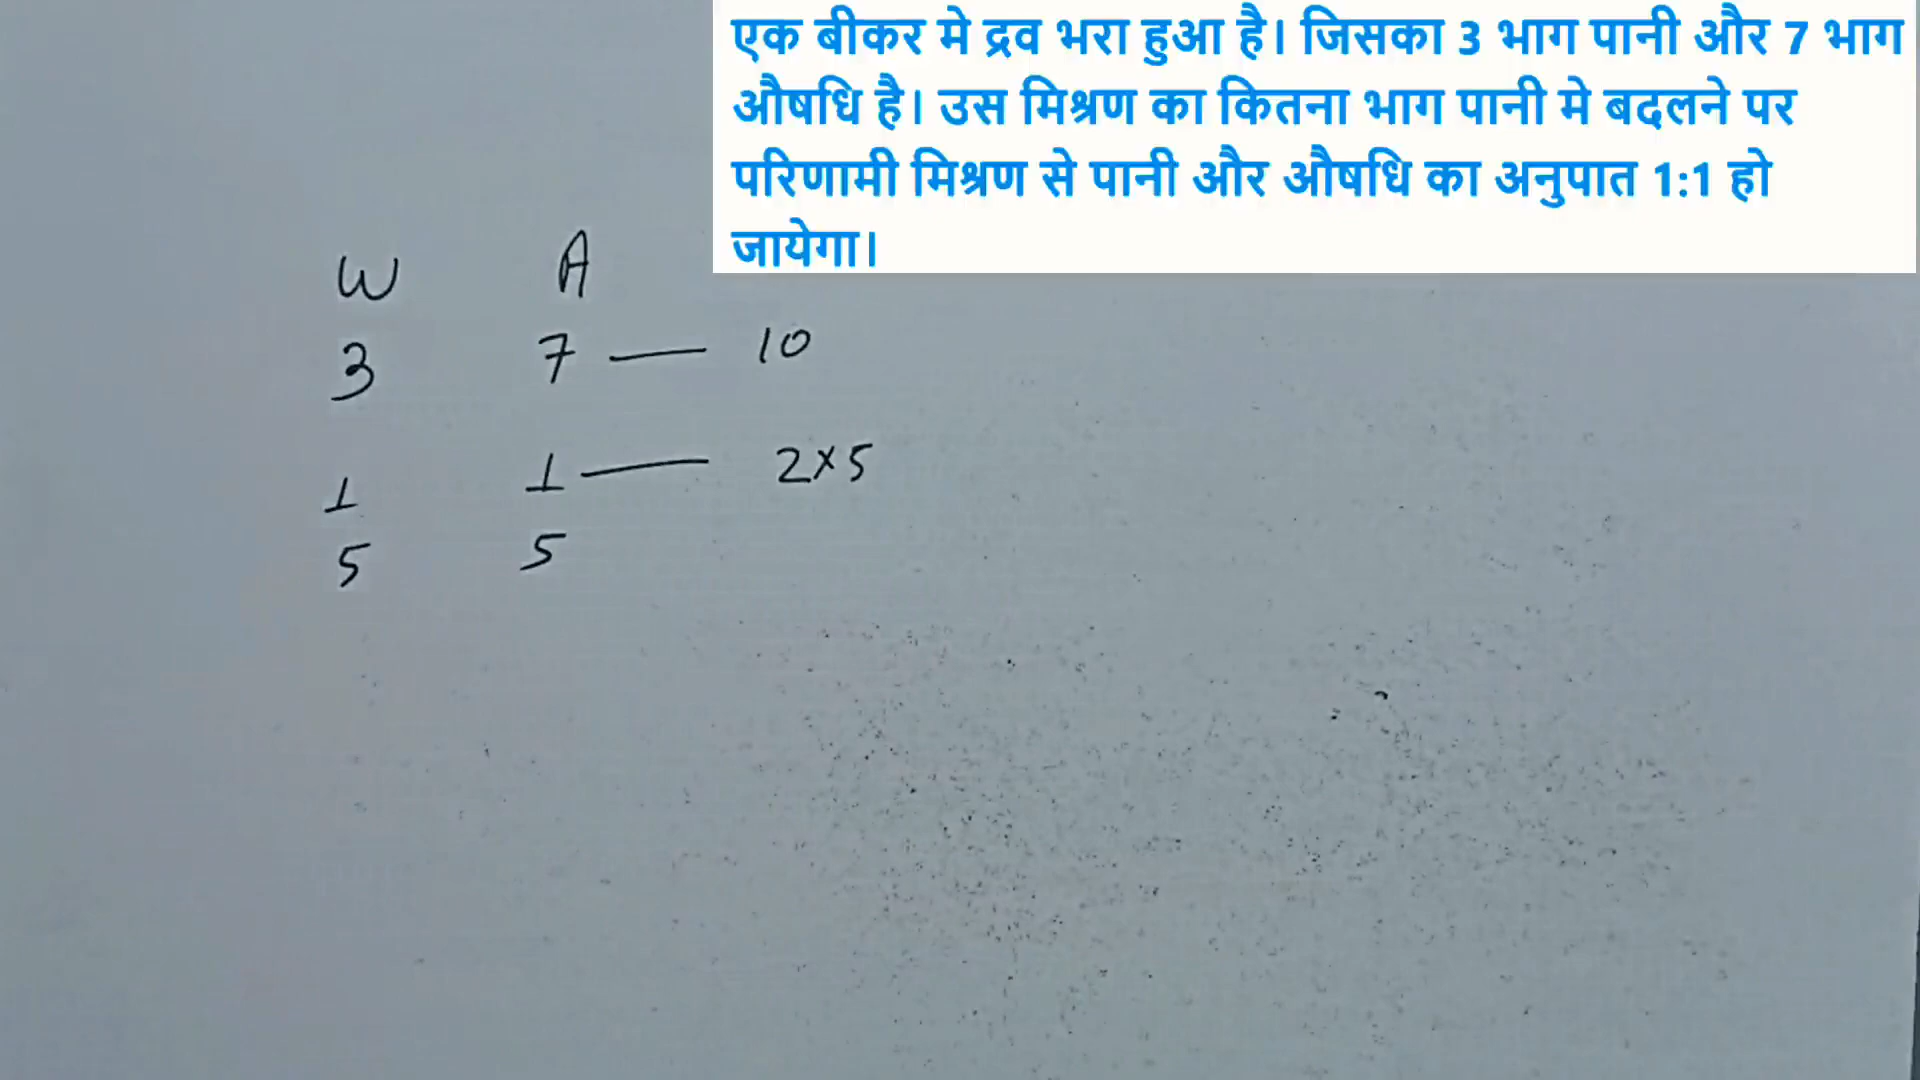 एक बीकर मे द्रव भरा हुआ है। जिसका 3 भाग पानी और 7 भाग
औषधि है। उस मिश्रण का कितना भाग पानी मे बदलने पर
परिणामी मिश्रण से पानी और औषधि का अनुपात 1:1 हो
जायेगा।
W A
3 7 — 10
1 1 — 2×5
5 5